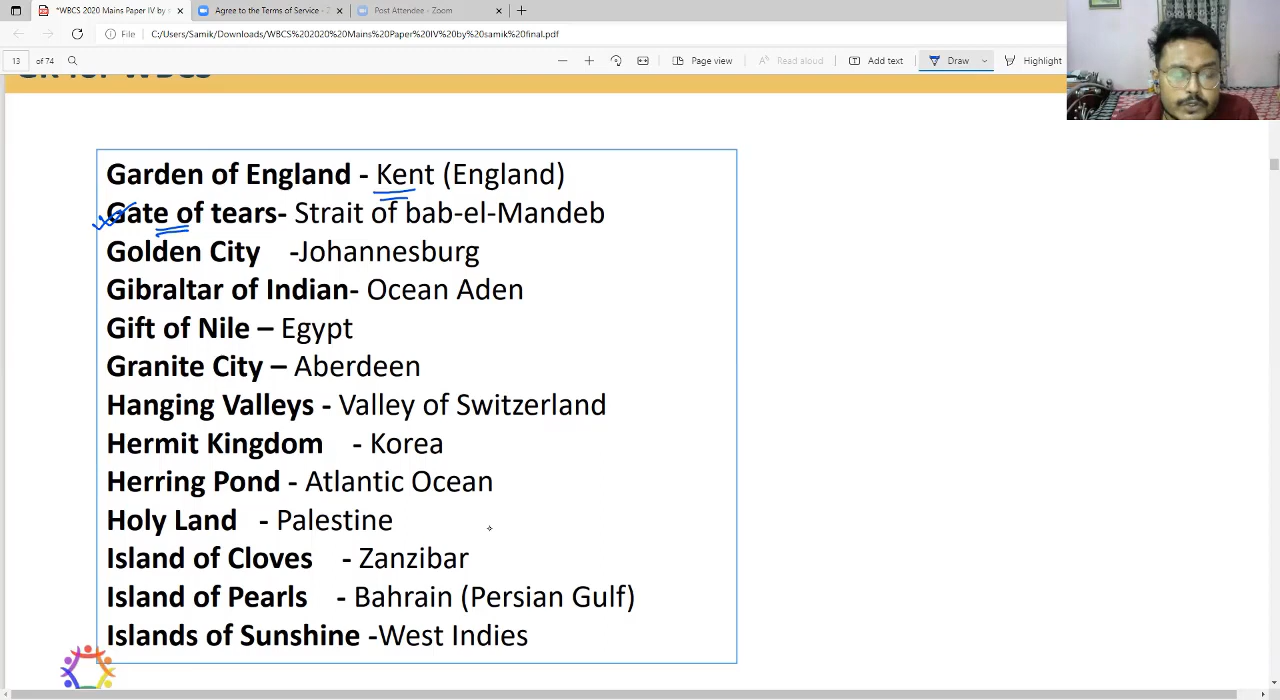 *WBCS 2020 Mains Paper IV by s
Agree to the Terms of Service - Z
Post Attendee - Zoom
File C:/Users/Samik/Downloads/WBCS%202020%20Mains%20Paper%20IV%20by%20samik%20final.pdf
13 of 74 Page view Read aloud Add text Draw Highlight
GK for WBCS
Garden of England - Kent (England)
Gate of tears- Strait of bab-el-Mandeb
Golden City -Johannesburg
Gibraltar of Indian- Ocean Aden
Gift of Nile – Egypt
Granite City – Aberdeen
Hanging Valleys - Valley of Switzerland
Hermit Kingdom - Korea
Herring Pond - Atlantic Ocean
Holy Land - Palestine
Island of Cloves - Zanzibar
Island of Pearls - Bahrain (Persian Gulf)
Islands of Sunshine -West Indies